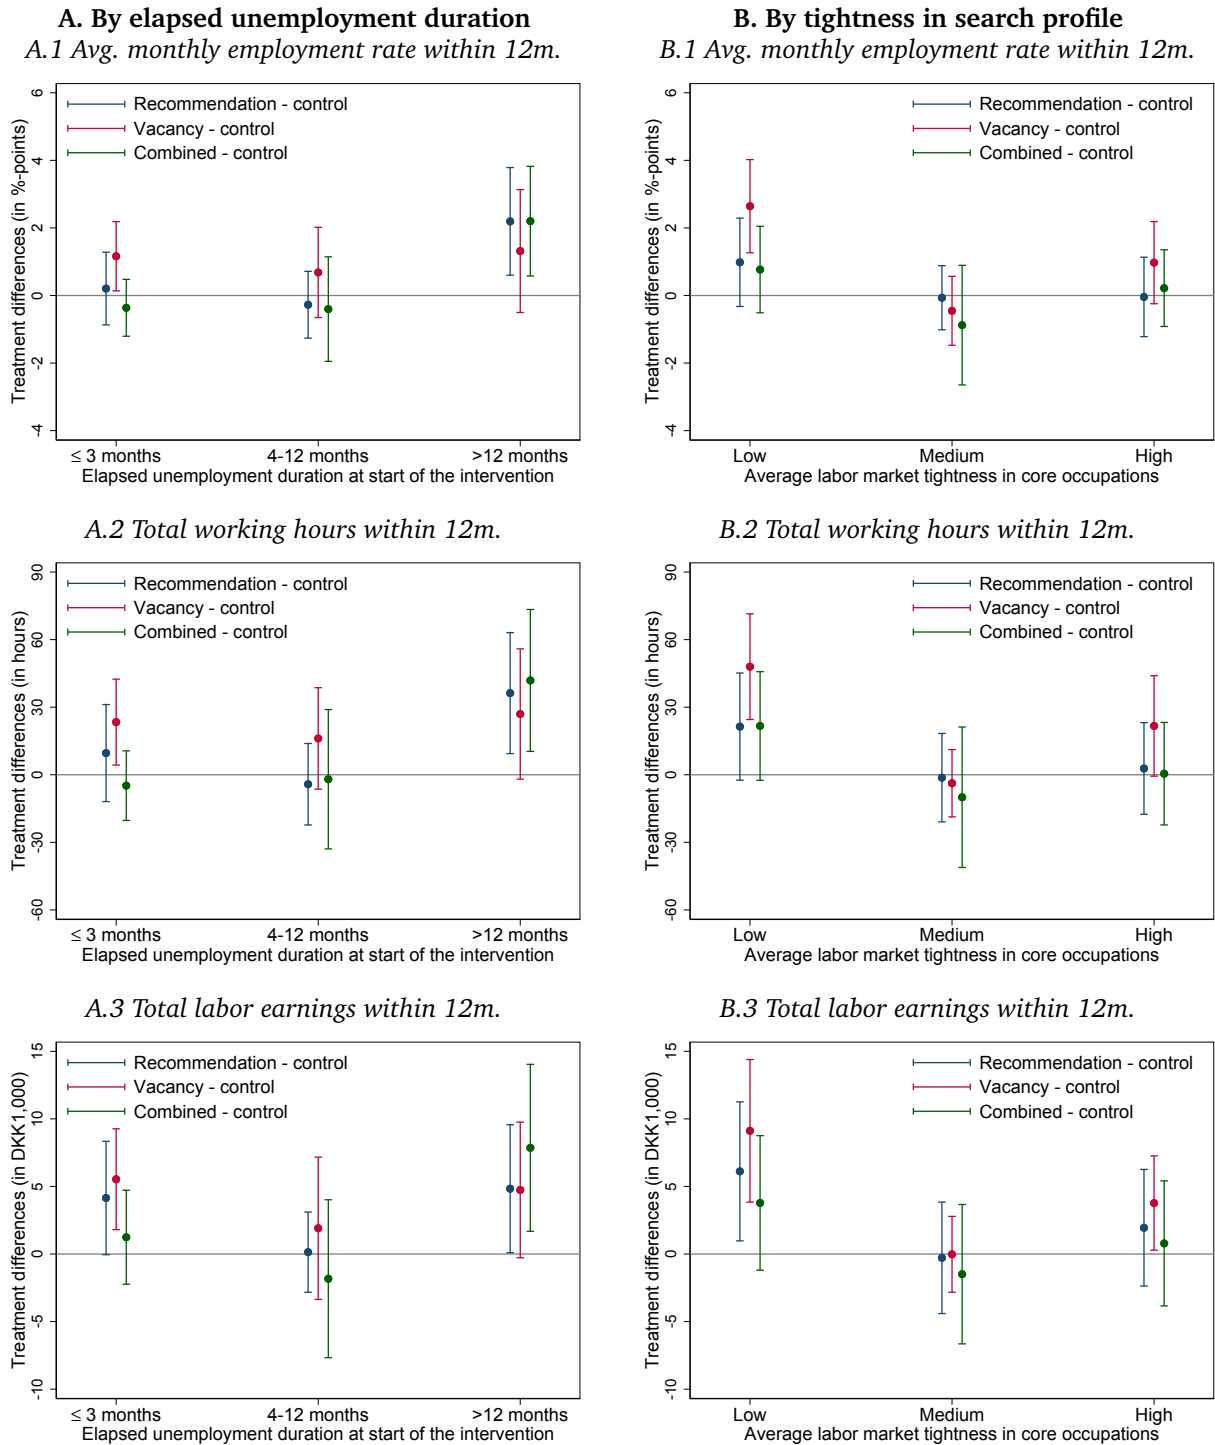 A. By elapsed unemployment duration
A.1 Avg. monthly employment rate within 12m.
Treatment differences (in %-points)
6
4
2
0
-2
-4
Recommendation - control
Vacancy - control
Combined - control
≤ 3 months
4-12 months
>12 months
Elapsed unemployment duration at start of the intervention
B. By tightness in search profile
B.1 Avg. monthly employment rate within 12m.
Treatment differences (in %-points)
6
4
2
0
-2
-4
Recommendation - control
Vacancy - control
Combined - control
Low
Medium
High
Average labor market tightness in core occupations
A.2 Total working hours within 12m.
Treatment differences (in hours)
90
60
30
0
-30
-60
Recommendation - control
Vacancy - control
Combined - control
≤ 3 months
4-12 months
>12 months
Elapsed unemployment duration at start of the intervention
B.2 Total working hours within 12m.
Treatment differences (in hours)
90
60
30
0
-30
-60
Recommendation - control
Vacancy - control
Combined - control
Low
Medium
High
Average labor market tightness in core occupations
A.3 Total labor earnings within 12m.
Treatment differences (in DKK1,000)
15
10
5
0
-5
-10
Recommendation - control
Vacancy - control
Combined - control
≤ 3 months
4-12 months
>12 months
Elapsed unemployment duration at start of the intervention
B.3 Total labor earnings within 12m.
Treatment differences (in DKK1,000)
15
10
5
0
-5
-10
Recommendation - control
Vacancy - control
Combined - control
Low
Medium
High
Average labor market tightness in core occupations